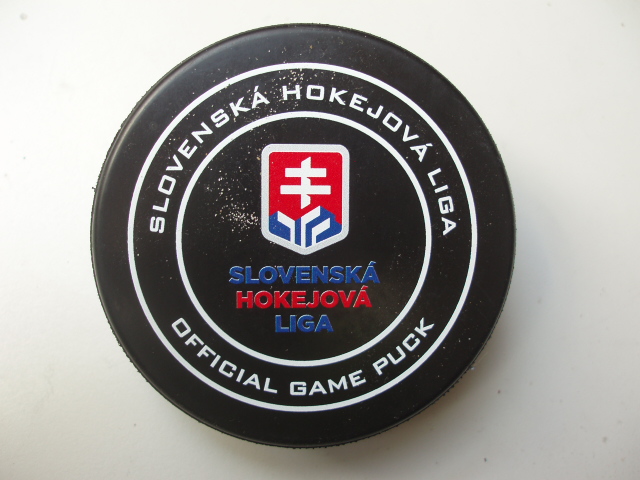 SLOVENSKÁ HOKEJOVÁ LIGA
SLOVENSKÁ
HOKEJOVÁ
LIGA
OFFICIAL GAME PUCK